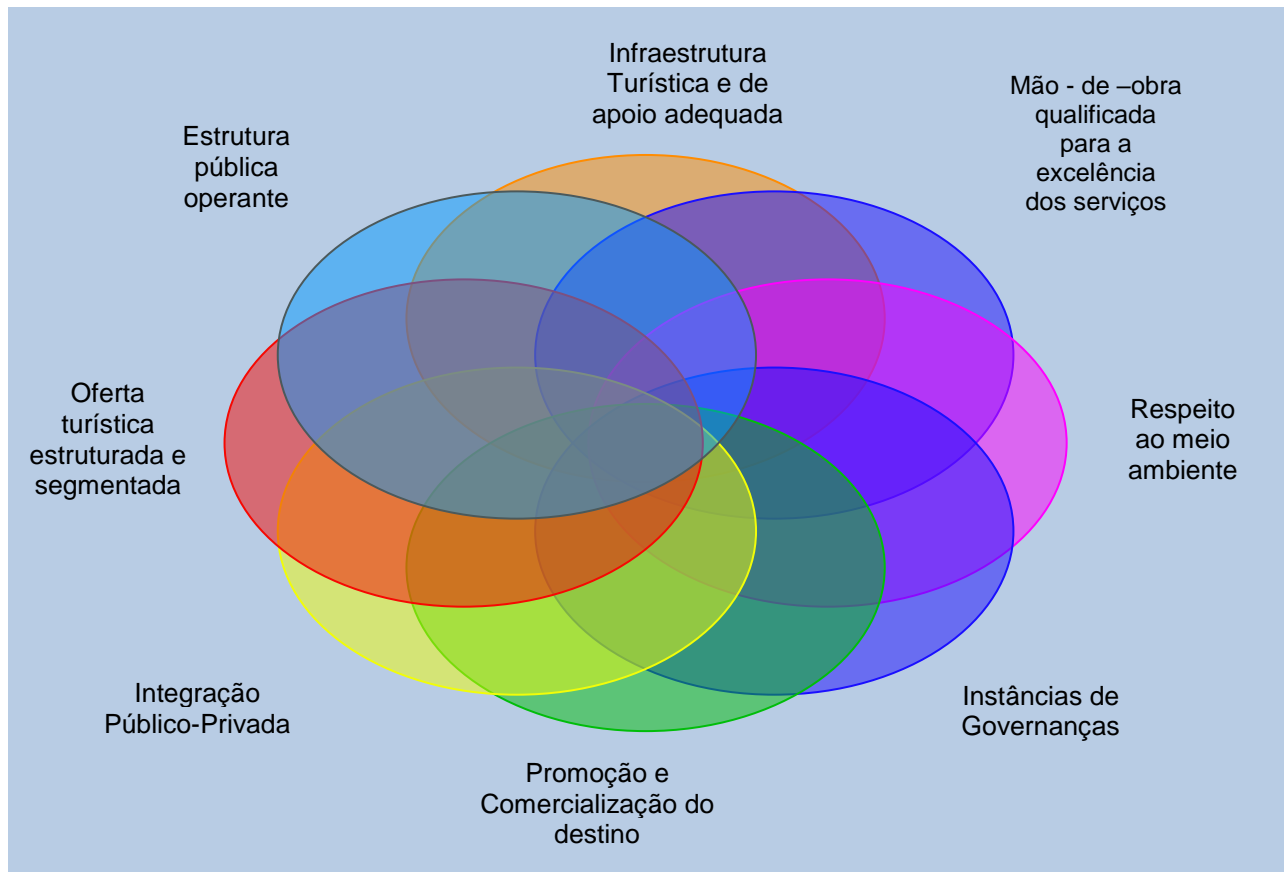 Infraestrutura
Turística e de
apoio adequada
Mão - de –obra
qualificada
para a
excelência
dos serviços
Estrutura
pública
operante
Oferta
turística
estruturada e
segmentada
Respeito
ao meio
ambiente
Integração
Público-Privada
Instâncias de
Governanças
Promoção e
Comercialização do
destino